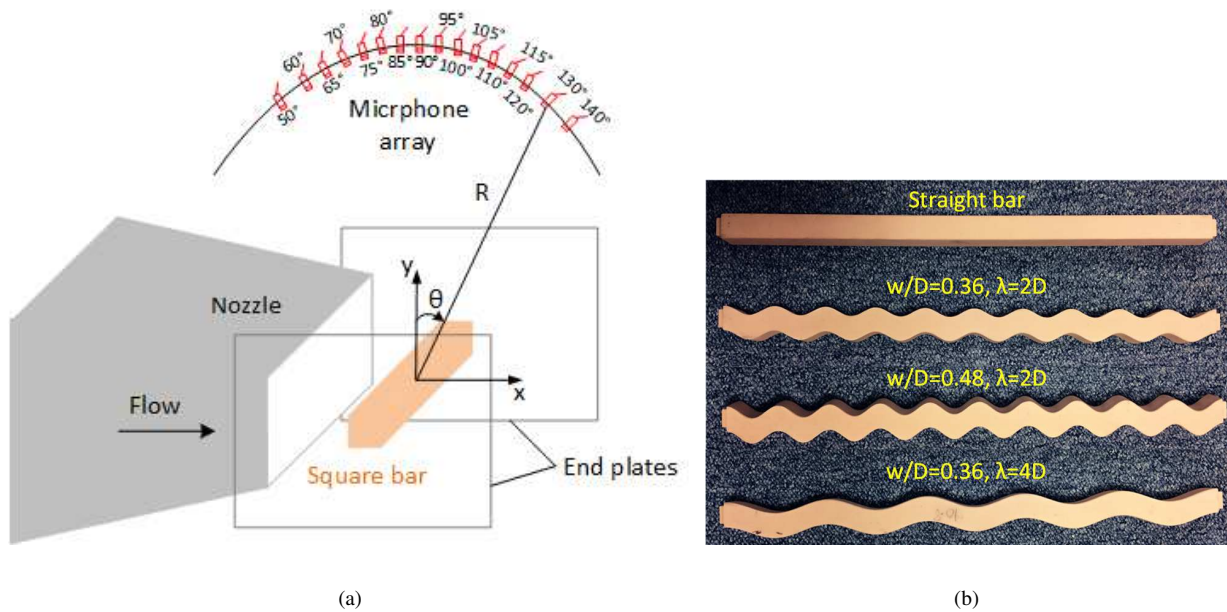 50°
60°
65°
70°
75°
80°
85°
90°
95°
100°
105°
110°
115°
120°
130°
140°
Micrphone
array
R
y
θ
x
Nozzle
Flow
Square bar
End plates
(a)
Straight bar
w/D=0.36, λ=2D
w/D=0.48, λ=2D
w/D=0.36, λ=4D
(b)